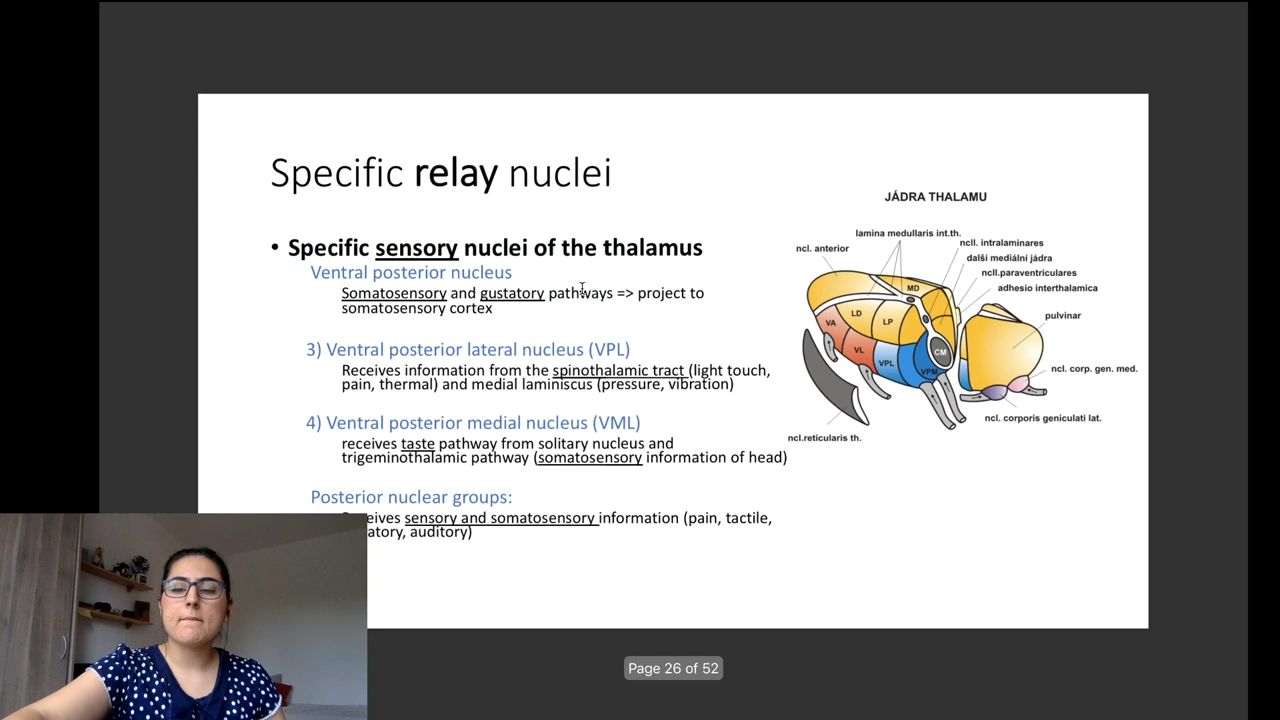 Specific relay nuclei
• Specific sensory nuclei of the thalamus
Ventral posterior nucleus
Somatosensory and gustatory pathways => project to
somatosensory cortex
3) Ventral posterior lateral nucleus (VPL)
Receives information from the spinothalamic tract (light touch,
pain, thermal) and medial laminiscus (pressure, vibration)
4) Ventral posterior medial nucleus (VML)
receives taste pathway from solitary nucleus and
trigeminothalamic pathway (somatosensory information of head)
Posterior nuclear groups:
sensory and somatosensory information (pain, tactile,
auditory)
JÁDRA THALAMU
lamina medullaris int.th.
ncl. anterior
ncll. intralaminares
další mediální jádra
ncll.paraventriculares
adhesio interthalamica
pulvinar
MD
LD
LP
VA
VL
VPL
VPM
CM
ncl. corp. gen. med.
ncl. corporis geniculati lat.
ncl.reticularis th.
Page 26 of 52